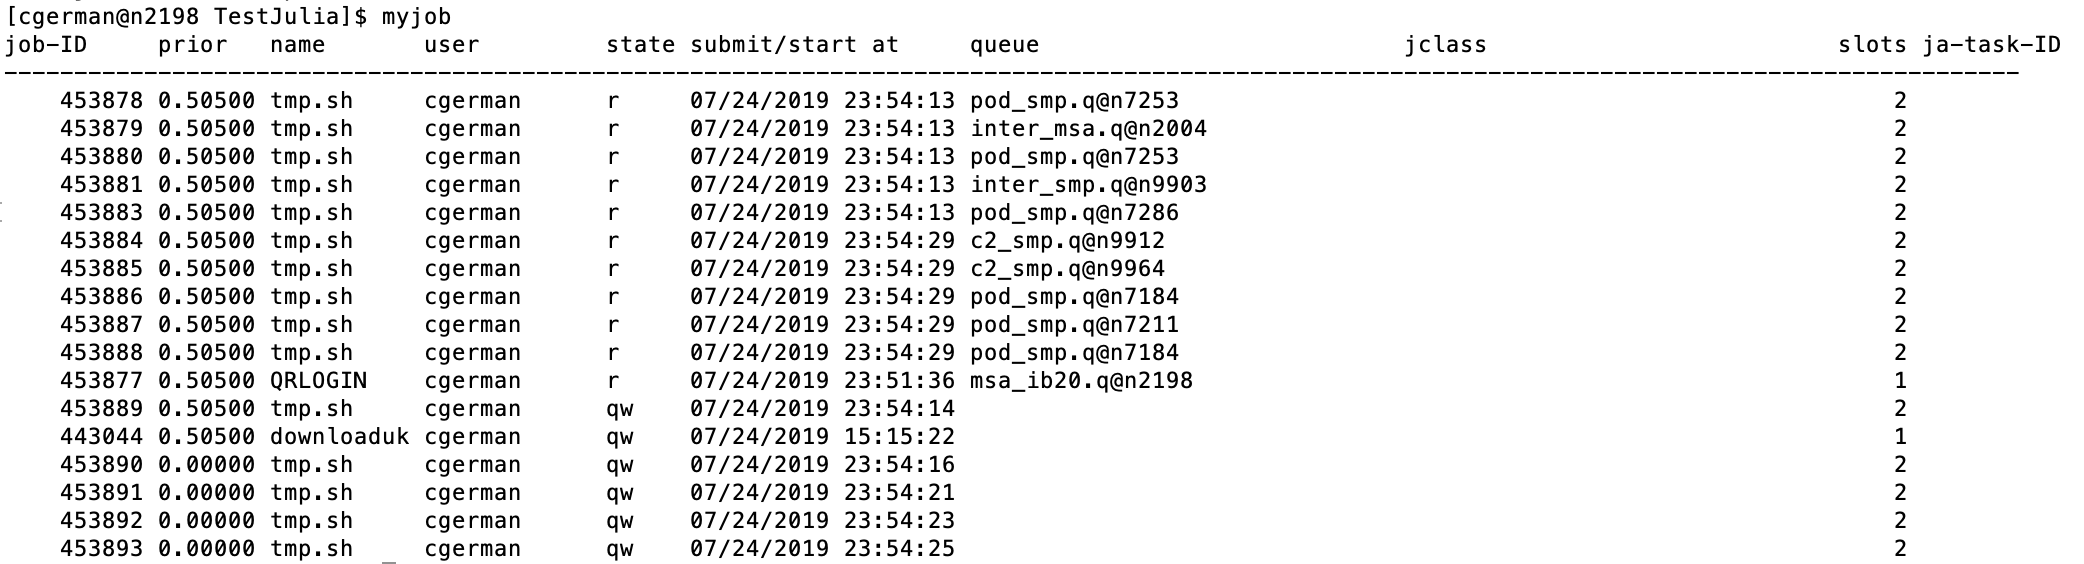 [cgerman@n2198 TestJulia]$ myjob
job-ID     prior   name       user         state submit/start at     queue                          jclass                         slots ja-task-ID
------------------------------------------------------------------------------------------------------------------------------------------------
    453878 0.50500 tmp.sh     cgerman      r     07/24/2019 23:54:13 pod_smp.q@n7253                                                   2
    453879 0.50500 tmp.sh     cgerman      r     07/24/2019 23:54:13 inter_msa.q@n2004                                                 2
    453880 0.50500 tmp.sh     cgerman      r     07/24/2019 23:54:13 pod_smp.q@n7253                                                   2
    453881 0.50500 tmp.sh     cgerman      r     07/24/2019 23:54:13 inter_smp.q@n9903                                                 2
    453883 0.50500 tmp.sh     cgerman      r     07/24/2019 23:54:13 pod_smp.q@n7286                                                   2
    453884 0.50500 tmp.sh     cgerman      r     07/24/2019 23:54:29 c2_smp.q@n9912                                                    2
    453885 0.50500 tmp.sh     cgerman      r     07/24/2019 23:54:29 c2_smp.q@n9964                                                    2
    453886 0.50500 tmp.sh     cgerman      r     07/24/2019 23:54:29 pod_smp.q@n7184                                                   2
    453887 0.50500 tmp.sh     cgerman      r     07/24/2019 23:54:29 pod_smp.q@n7211                                                   2
    453888 0.50500 tmp.sh     cgerman      r     07/24/2019 23:54:29 pod_smp.q@n7184                                                   2
    453877 0.50500 QRLOGIN    cgerman      r     07/24/2019 23:51:36 msa_ib20.q@n2198                                                  1
    453889 0.50500 tmp.sh     cgerman      qw    07/24/2019 23:54:14                                                                   2
    443044 0.50500 downloaduk cgerman      qw    07/24/2019 15:15:22                                                                   1
    453890 0.00000 tmp.sh     cgerman      qw    07/24/2019 23:54:16                                                                   2
    453891 0.00000 tmp.sh     cgerman      qw    07/24/2019 23:54:21                                                                   2
    453892 0.00000 tmp.sh     cgerman      qw    07/24/2019 23:54:23                                                                   2
    453893 0.00000 tmp.sh     cgerman      qw    07/24/2019 23:54:25                                                                   2